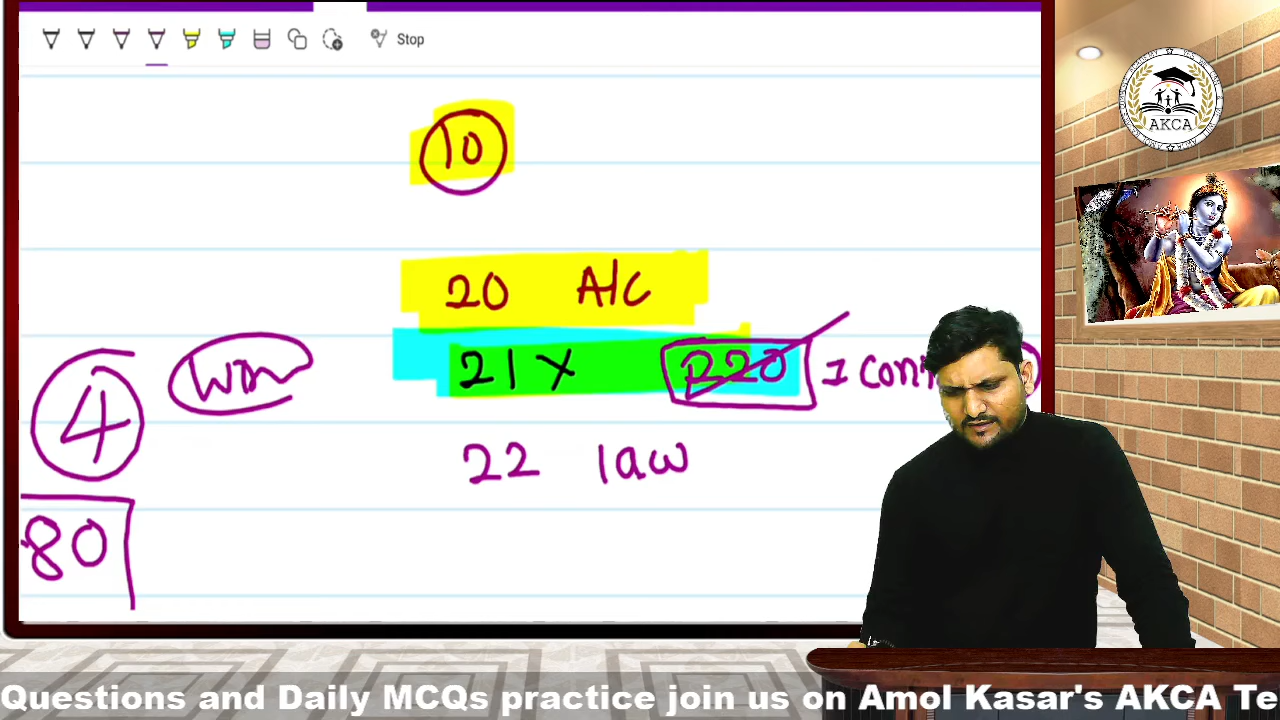 Stop
10
AKCA
20 A/C
21 X 220 I con
4
22 law
80
Questions and Daily MCQs practice join us on Amol Kasar's AKCA Te